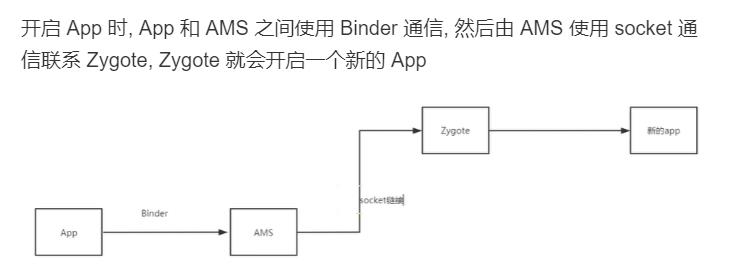 开启 App 时, App 和 AMS 之间使用 Binder 通信, 然后由 AMS 使用 socket 通
信联系 Zygote, Zygote 就会开启一个新的 App
Zygote
新的app
socket链接
Binder
App
AMS